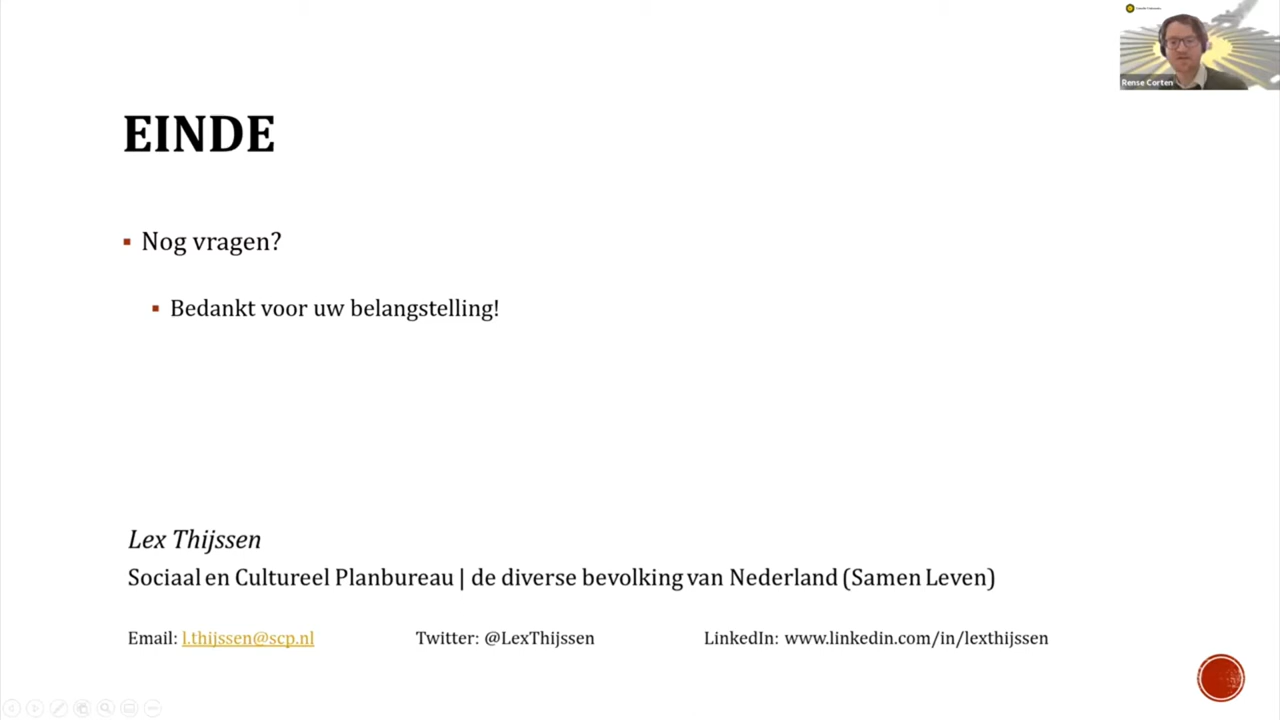 Rense Corten
EINDE
Nog vragen?
Bedankt voor uw belangstelling!
Lex Thijssen
Sociaal en Cultureel Planbureau | de diverse bevolking van Nederland (Samen Leven)
Email: l.thijssen@scp.nl
Twitter: @LexThijssen
LinkedIn: www.linkedin.com/in/lexthijssen